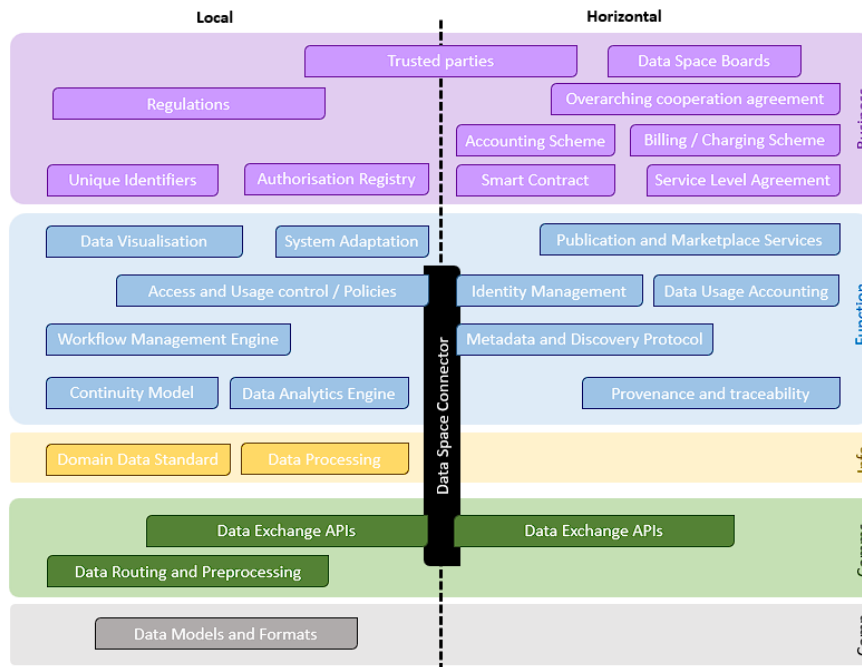 Local
Horizontal
Trusted parties
Data Space Boards
Regulations
Overarching cooperation agreement
Accounting Scheme
Billing / Charging Scheme
Unique Identifiers
Authorisation Registry
Smart Contract
Service Level Agreement
Business
Data Visualisation
System Adaptation
Publication and Marketplace Services
Access and Usage control / Policies
Identity Management
Data Usage Accounting
Workflow Management Engine
Metadata and Discovery Protocol
Continuity Model
Data Analytics Engine
Provenance and traceability
Function
Data Space Connector
Domain Data Standard
Data Processing
Info
Data Exchange APIs
Data Exchange APIs
Data Routing and Preprocessing
Data Models and Formats